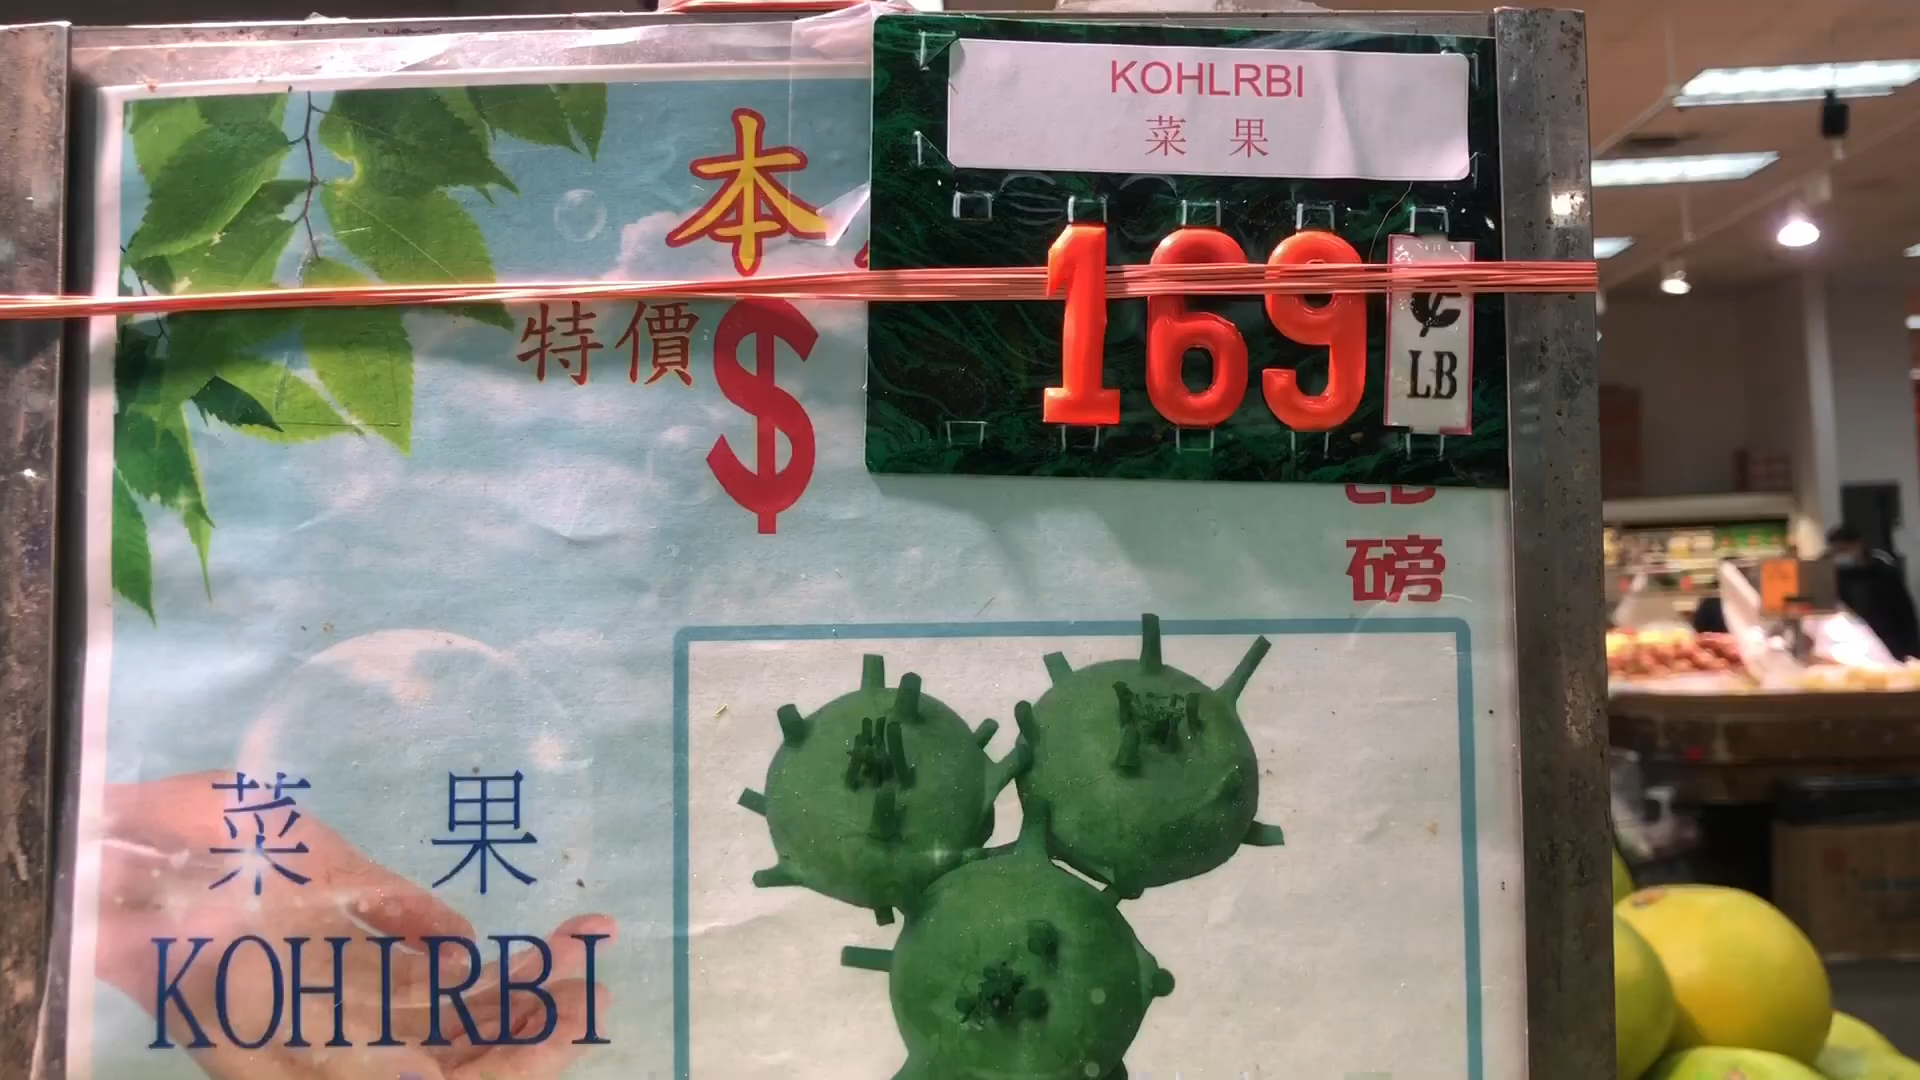 KOHLRBI
菜 果
本
169 LB
特價 $
磅
菜 果
KOHIRBI